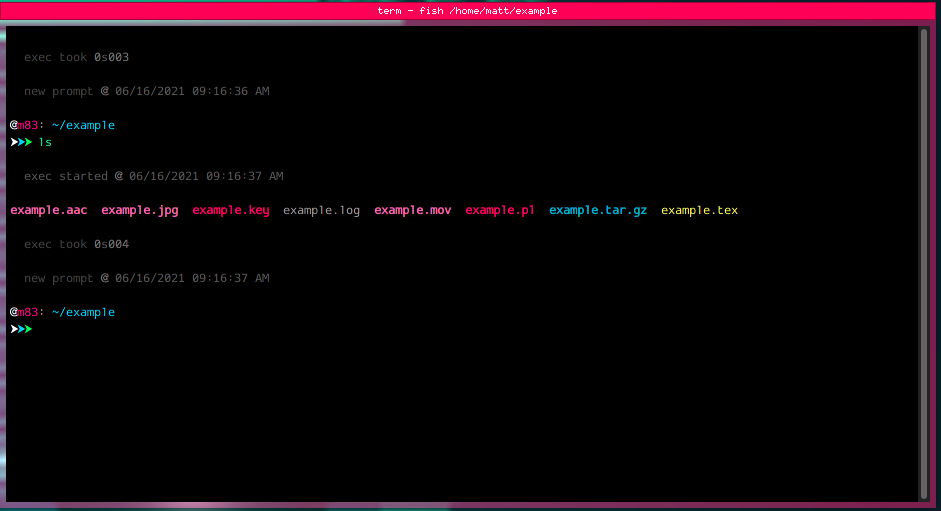 term - fish /home/matt/example
exec took 0s003
new prompt @ 06/16/2021 09:16:36 AM
@m83: ~/example
➤➤➤ ls
exec started @ 06/16/2021 09:16:37 AM
example.aac example.jpg example.key example.log example.mov example.pl example.tar.gz example.tex
exec took 0s004
new prompt @ 06/16/2021 09:16:37 AM
@m83: ~/example
➤➤➤